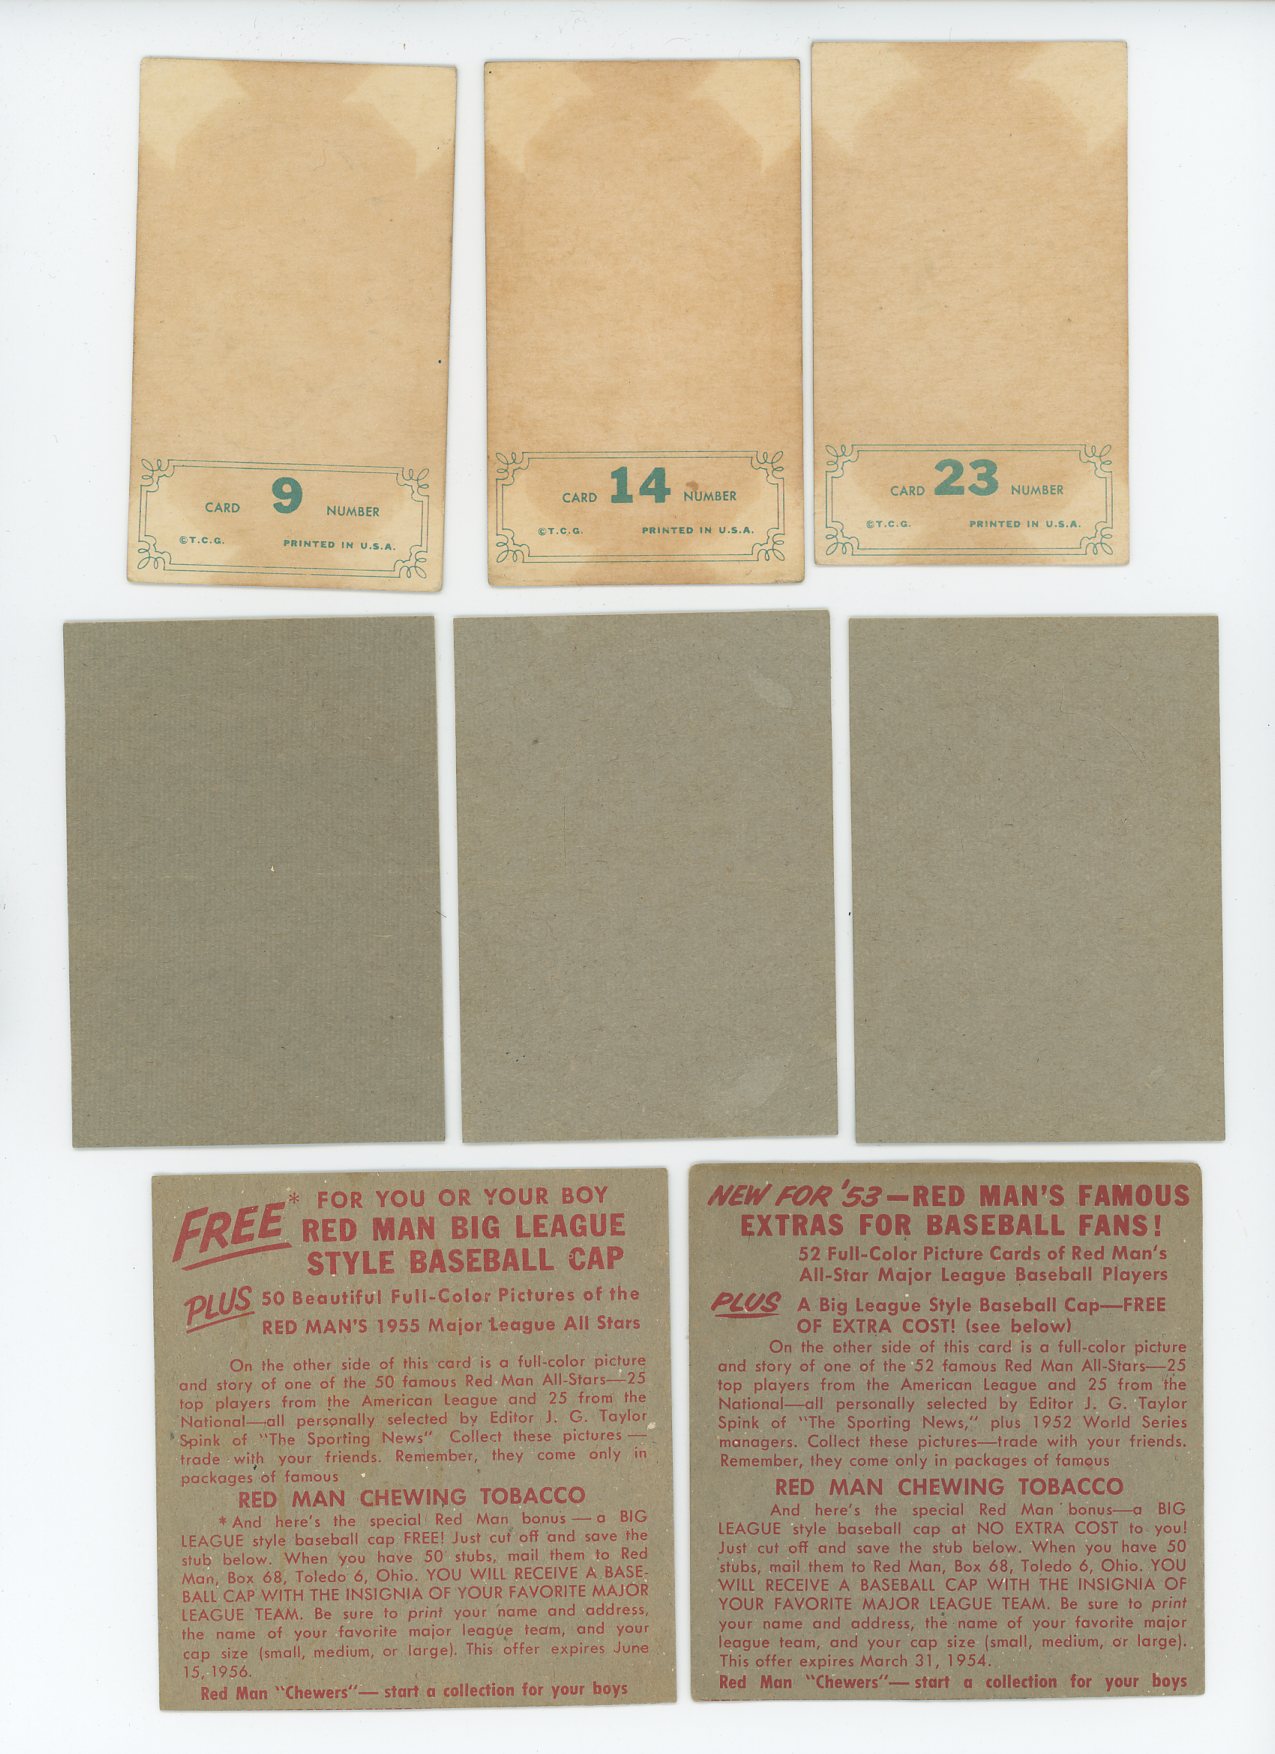 CARD 9 NUMBER
©T.C.G. PRINTED IN U.S.A.
CARD 14 NUMBER
©T.C.G. PRINTED IN U.S.A.
CARD 23 NUMBER
©T.C.G. PRINTED IN U.S.A.
FREE* FOR YOU OR YOUR BOY
RED MAN BIG LEAGUE
STYLE BASEBALL CAP
PLUS 50 Beautiful Full-Color Pictures of the
RED MAN'S 1955 Major League All Stars
On the other side of this card is a full-color picture
and story of one of the 50 famous Red Man All-Stars—25
top players from the American League and 25 from the
National—all personally selected by Editor J. G. Taylor
Spink of "The Sporting News" Collect these pictures—
trade with your friends. Remember, they come only in
packages of famous
RED MAN CHEWING TOBACCO
*And here's the special Red Man bonus—a BIG
LEAGUE style baseball cap FREE! Just cut off and save the
stub below. When you have 50 stubs, mail them to Red
Man, Box 68, Toledo 6, Ohio. YOU WILL RECEIVE A BASE-
BALL CAP WITH THE INSIGNIA OF YOUR FAVORITE MAJOR
LEAGUE TEAM. Be sure to print your name and address,
the name of your favorite major league team, and your
cap size (small, medium, or large). This offer expires June
15, 1956.
Red Man "Chewers"—start a collection for your boys
NEW FOR '53—RED MAN'S FAMOUS
EXTRAS FOR BASEBALL FANS!
52 Full-Color Picture Cards of Red Man's
All-Star Major League Baseball Players
PLUS A Big League Style Baseball Cap—FREE
OF EXTRA COST! (see below)
On the other side of this card is a full-color picture
and story of one of the 52 famous Red Man All-Stars—25
top players from the American League and 25 from the
National—all personally selected by Editor J. G. Taylor
Spink of "The Sporting News," plus 1952 World Series
managers. Collect these pictures—trade with your friends.
Remember, they come only in packages of famous
RED MAN CHEWING TOBACCO
And here's the special Red Man bonus—a BIG
LEAGUE style baseball cap at NO EXTRA COST to you!
Just cut off and save the stub below. When you have 50
stubs, mail them to Red Man, Box 68, Toledo 6, Ohio. YOU
WILL RECEIVE A BASEBALL CAP WITH THE INSIGNIA OF
YOUR FAVORITE MAJOR LEAGUE TEAM. Be sure to print
your name and address, the name of your favorite major
league team, and your cap size (small, medium, or large).
This offer expires March 31, 1954.
Red Man "Chewers"—start a collection for your boys